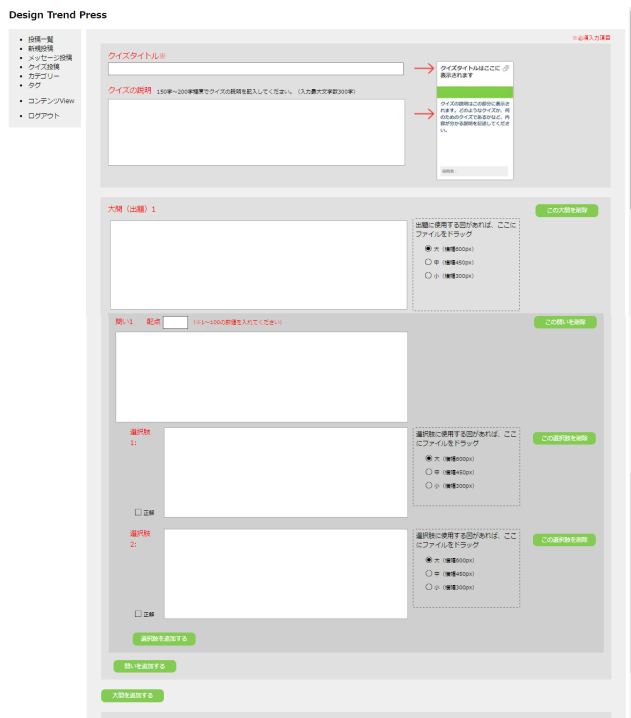 Design Trend Press
投稿一覧
新規投稿
メッセージ投稿
クイズ投稿
カテゴリー
タグ
コンテンツView
ログアウト
※必須入力項目
クイズタイトル※
クイズタイトルはここに
表示されます
クイズの説明 150字~200字程度でクイズの説明を記入してください。(入力最大文字数300字)
クイズの説明はこの部分に表示さ
れます。どのようなクイズか、何
のためのクイズであるかなど、内
容が分かる説明を記述してくださ
い。
大問(出題)1
この大問を削除
出題に使用する図があれば、ここに
ファイルをドラッグ
大(横幅600px)
中(横幅450px)
小(横幅300px)
問い1 配点 (※1~100の数値を入れてください)
この問いを削除
選択肢
1:
選択肢に使用する図があれば、ここ
にファイルをドラッグ
大(横幅600px)
中(横幅450px)
小(横幅300px)
この選択肢を削除
正解
選択肢
2:
選択肢に使用する図があれば、ここ
にファイルをドラッグ
大(横幅600px)
中(横幅450px)
小(横幅300px)
この選択肢を削除
正解
選択肢を追加する
問いを追加する
大問を追加する